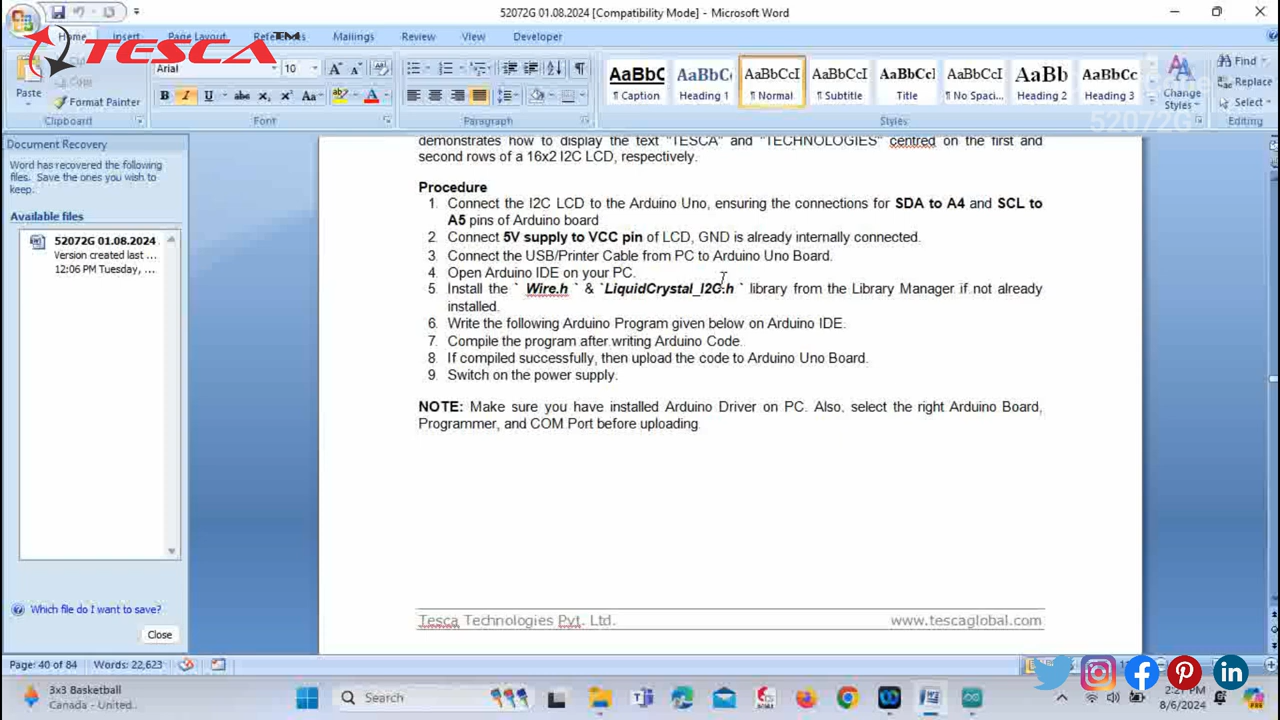 52072G 01.08.2024 [Compatibility Mode] - Microsoft Word
TESCA
TM
Home Insert Page Layout References Mailings Review View Developer
Paste
Cut
Copy
Format Painter
Clipboard
Arial 10
Font
Paragraph
AaBbC AaBbC AaBbCcI AaBbCcI AaBbCcl AaBbCcI AaBb AaBbCc
¶ Caption Heading 1 ¶ Normal ¶ Subtitle Title ¶ No Spaci... Heading 2 Heading 3
Change Styles
Styles
Find
Replace
Select
Editing
52072G
Document Recovery
Word has recovered the following files. Save the ones you wish to keep.
Available files
52072G 01.08.2024
Version created last ...
12:06 PM Tuesday, ...
Which file do I want to save?
Close
demonstrates how to display the text "TESCA" and "TECHNOLOGIES" centred on the first and
second rows of a 16x2 I2C LCD, respectively.
Procedure
1. Connect the I2C LCD to the Arduino Uno, ensuring the connections for SDA to A4 and SCL to
A5 pins of Arduino board
2. Connect 5V supply to VCC pin of LCD, GND is already internally connected.
3. Connect the USB/Printer Cable from PC to Arduino Uno Board.
4. Open Arduino IDE on your PC.
5. Install the ` Wire.h ` & `LiquidCrystal_I2C.h ` library from the Library Manager if not already
installed.
6. Write the following Arduino Program given below on Arduino IDE.
7. Compile the program after writing Arduino Code.
8. If compiled successfully, then upload the code to Arduino Uno Board.
9. Switch on the power supply.
NOTE: Make sure you have installed Arduino Driver on PC. Also, select the right Arduino Board,
Programmer, and COM Port before uploading.
Tesca Technologies Pvt. Ltd. www.tescaglobal.com
Page: 40 of 84 Words: 22,623
3x3 Basketball
Canada - United...
Search
2:27 PM
8/6/2024